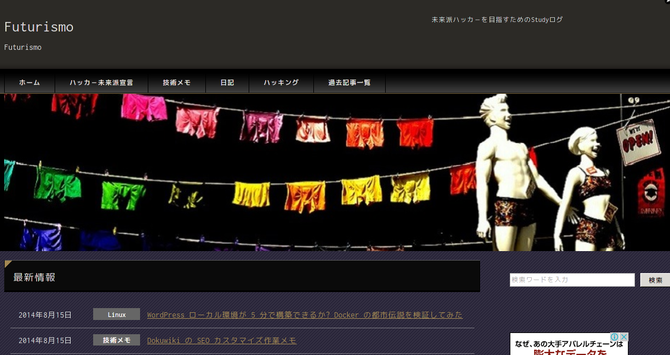 Futurismo
未来派ハッカーを目指すためのStudyログ
Futurismo
ホーム
ハッカー未来派宣言
技術メモ
日記
ハッキング
過去記事一覧
WE'RE
OPEN!
最新情報
検索ワードを入力
検索
2014年8月15日
Linux
WordPress ローカル環境が 5 分で構築できるか? Docker の都市伝説を検証してみた
2014年8月15日
技術メモ
Dokuwiki の SEO カスタマイズ作業メモ
なぜ、あの大手アパレルチェーンは
膨大なデータを